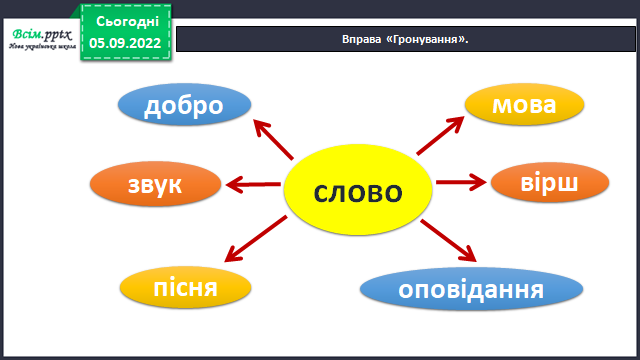 Всім.pptx
Нова українська школа
Сьогодні
05.09.2022
Вправа «Гронування».
добро
мова
звук
слово
вірш
пісня
оповідання